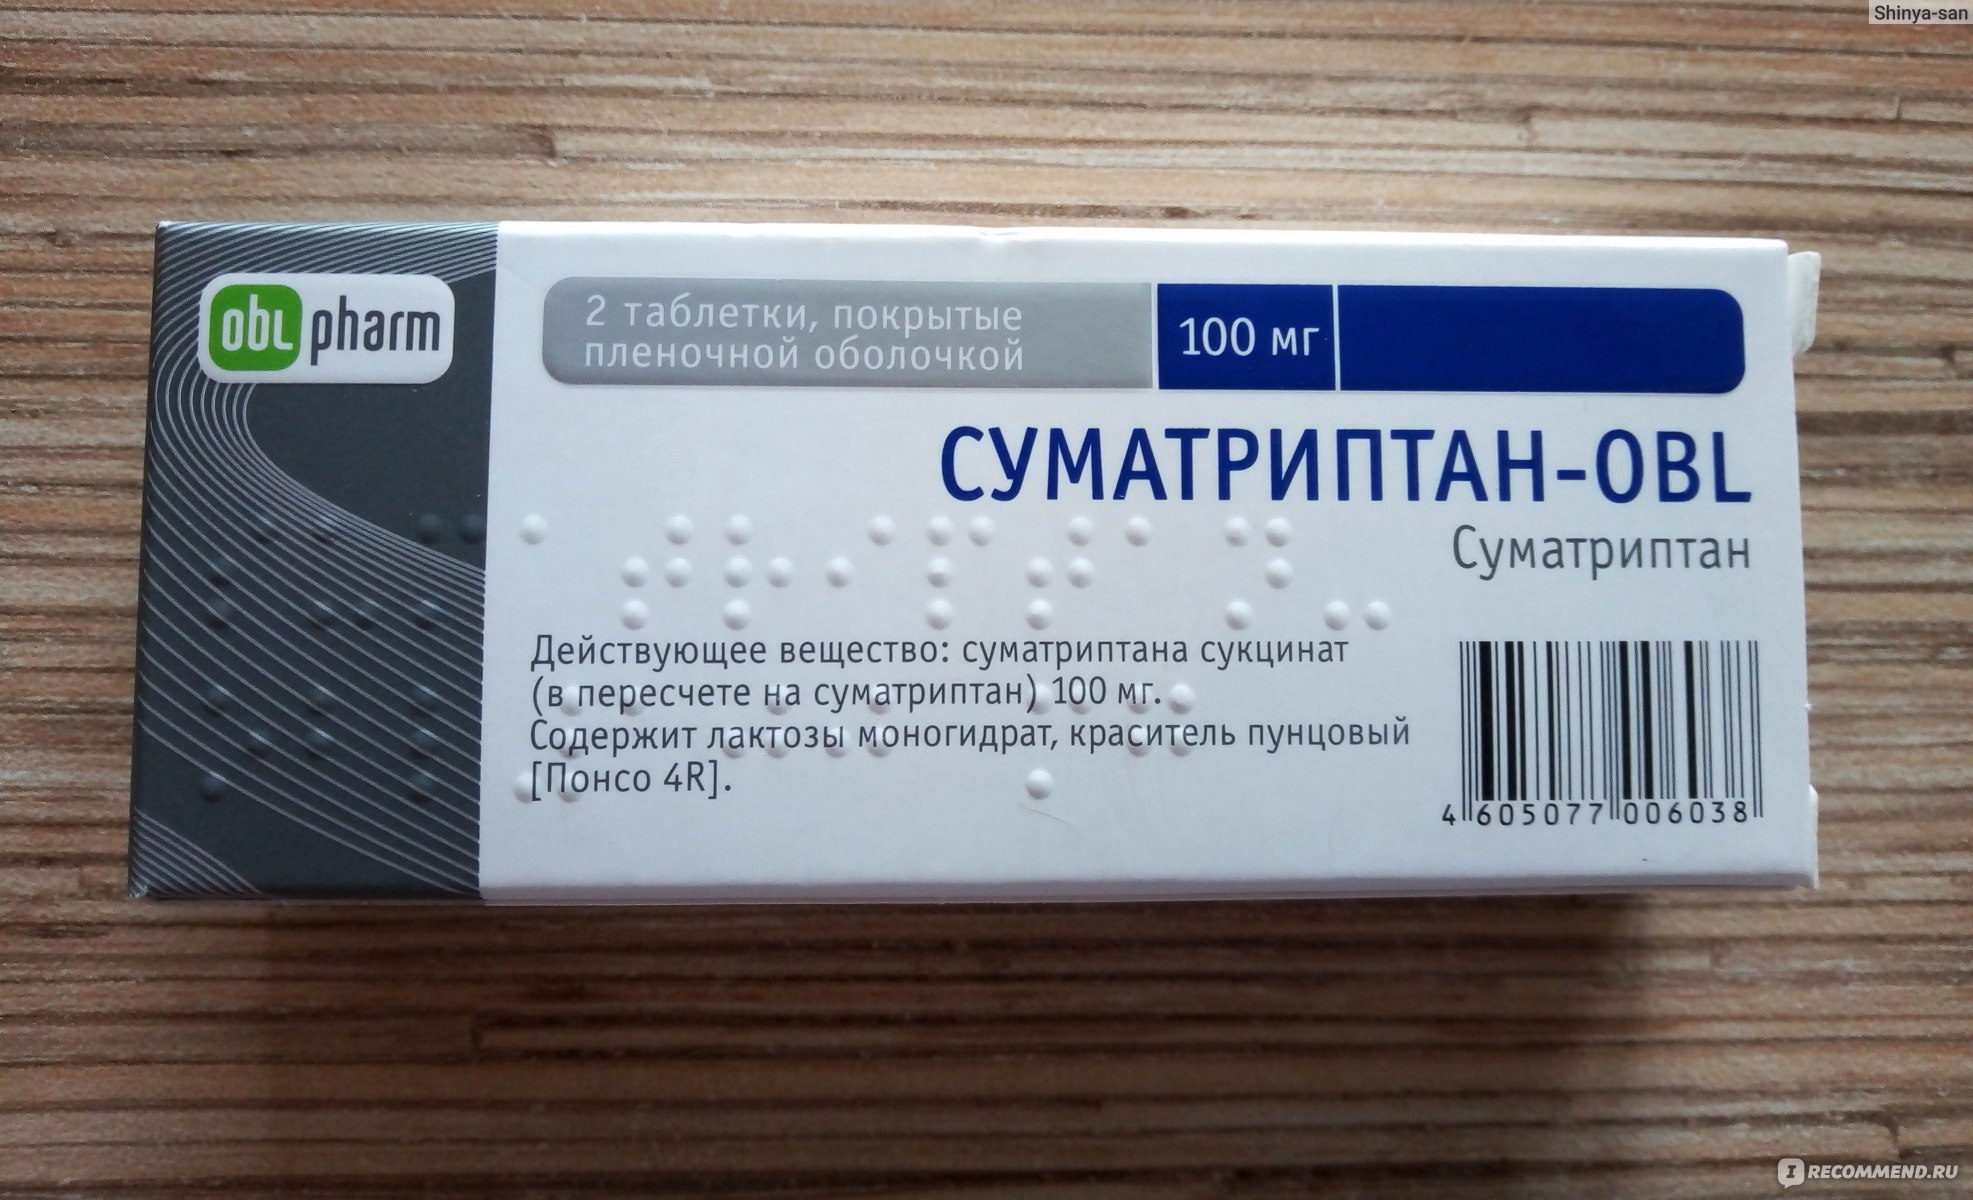 Shinya-san
obl pharm
2 таблетки, покрытые
пленочной оболочкой
100 мг
СУМАТРИПТАН-OBL
Суматриптан
Действующее вещество: суматриптана сукцинат
(в пересчете на суматриптан) 100 мг.
Содержит лактозы моногидрат, краситель пунцовый
[Понсо 4R].
4 605077 006038
IRECOMMEND.RU